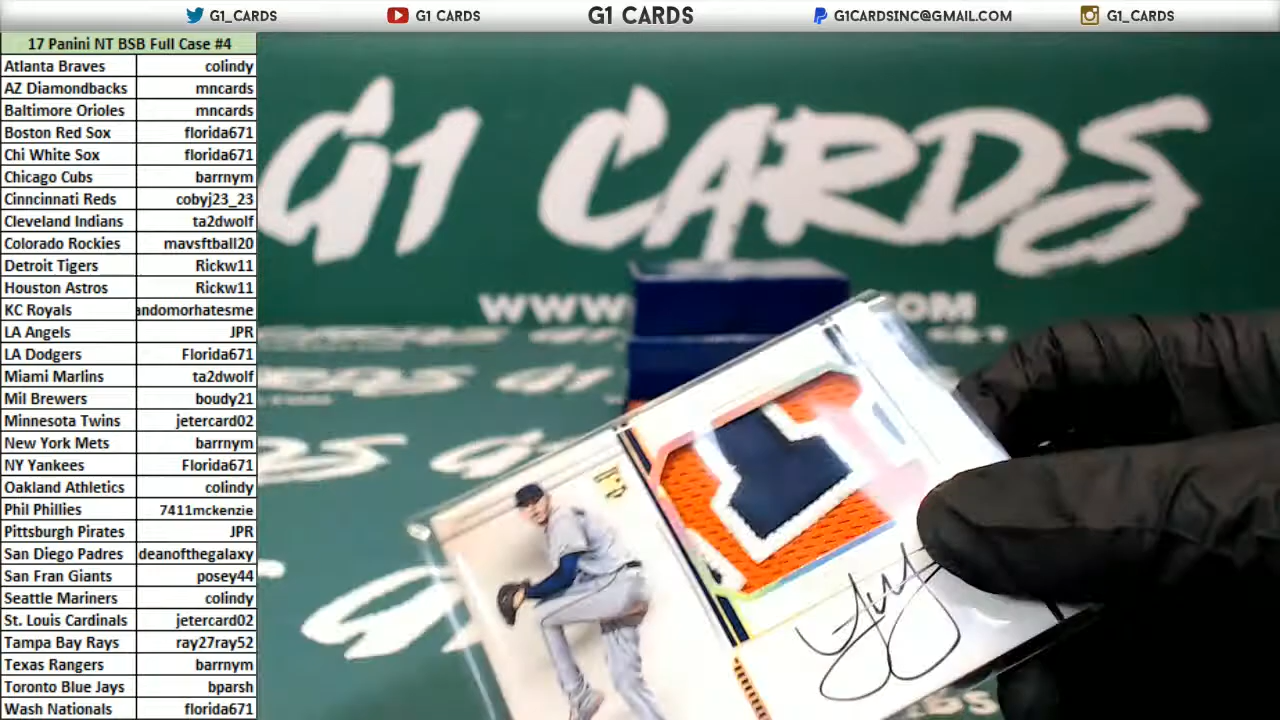 G1_CARDS G1 CARDS G1 CARDS G1CARDSINC@GMAIL.COM G1_CARDS
17 Panini NT BSB Full Case #4
Atlanta Braves colindy
AZ Diamondbacks mncards
Baltimore Orioles mncards
Boston Red Sox florida671
Chi White Sox florida671
Chicago Cubs barrnym
Cinncinnati Reds cobyj23_23
Cleveland Indians ta2dwolf
Colorado Rockies mavsftball20
Detroit Tigers Rickw11
Houston Astros Rickw11
KC Royals andomorhatesme
LA Angels JPR
LA Dodgers Florida671
Miami Marlins ta2dwolf
Mil Brewers boudy21
Minnesota Twins jetercard02
New York Mets barrnym
NY Yankees Florida671
Oakland Athletics colindy
Phil Phillies 7411mckenzie
Pittsburgh Pirates JPR
San Diego Padres deanofthegalaxy
San Fran Giants posey44
Seattle Mariners colindy
St. Louis Cardinals jetercard02
Tampa Bay Rays ray27ray52
Texas Rangers barrnym
Toronto Blue Jays bparsh
Wash Nationals florida671
G1 CARDS